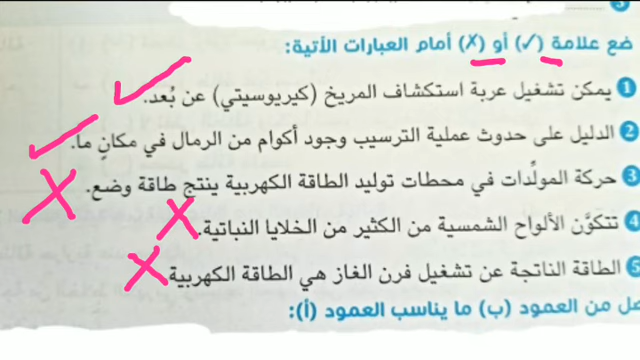 ضع علامة (✓) أو (✗) أمام العبارات الآتية:
1 يمكن تشغيل عربة استكشاف المريخ (كيريوسيتي) عن بُعد.
2 الدليل على حدوث عملية الترسيب وجود أكوام من الرمال في مكانٍ ما.
3 حركة المولِّدات في محطات توليد الطاقة الكهربية ينتج طاقة وضع.
4 تتكوَّن الألواح الشمسية من الكثير من الخلايا النباتية.
5 الطاقة الناتجة عن تشغيل فرن الغاز هي الطاقة الكهربية
من العمود (ب) ما يناسب العمود (أ):